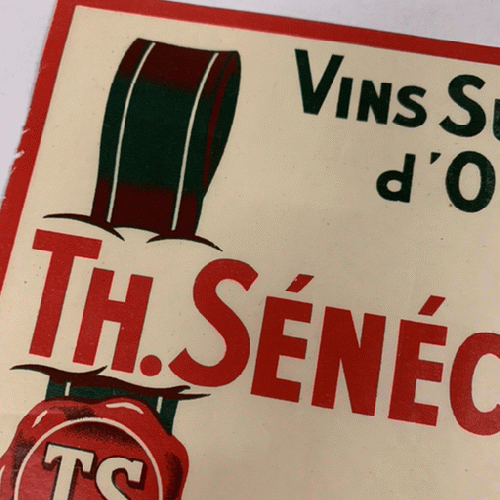 VINS SU
d'O
TH. SÉNÉC
TS